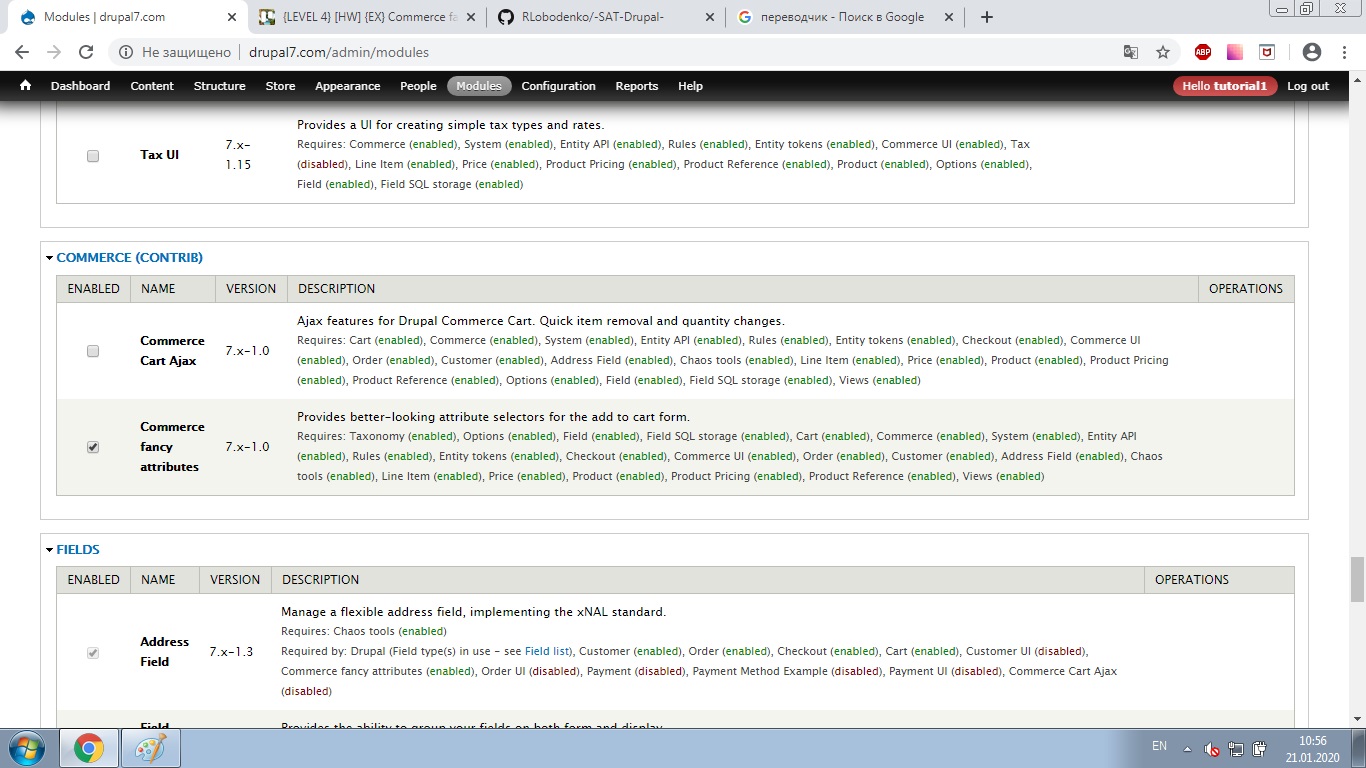 Modules | drupal7.com
{LEVEL 4} [HW] {EX} Commerce fa
RLobodenko/-SAT-Drupal-
переводчик - Поиск в Google
Не защищено
drupal7.com/admin/modules
ABP
Dashboard Content Structure Store Appearance People Modules Configuration Reports Help Hello tutorial1 Log out
Tax UI
7.x-
1.15
Provides a UI for creating simple tax types and rates.
Requires: Commerce (enabled), System (enabled), Entity API (enabled), Rules (enabled), Entity tokens (enabled), Commerce UI (enabled), Tax
(disabled), Line Item (enabled), Price (enabled), Product Pricing (enabled), Product Reference (enabled), Product (enabled), Options (enabled),
Field (enabled), Field SQL storage (enabled)
COMMERCE (CONTRIB)
ENABLED NAME VERSION DESCRIPTION OPERATIONS
Commerce
Cart Ajax
7.x-1.0
Ajax features for Drupal Commerce Cart. Quick item removal and quantity changes.
Requires: Cart (enabled), Commerce (enabled), System (enabled), Entity API (enabled), Rules (enabled), Entity tokens (enabled), Checkout (enabled), Commerce UI
(enabled), Order (enabled), Customer (enabled), Address Field (enabled), Chaos tools (enabled), Line Item (enabled), Price (enabled), Product (enabled), Product Pricing
(enabled), Product Reference (enabled), Options (enabled), Field (enabled), Field SQL storage (enabled), Views (enabled)
Commerce
fancy
attributes
7.x-1.0
Provides better-looking attribute selectors for the add to cart form.
Requires: Taxonomy (enabled), Options (enabled), Field (enabled), Field SQL storage (enabled), Cart (enabled), Commerce (enabled), System (enabled), Entity API
(enabled), Rules (enabled), Entity tokens (enabled), Checkout (enabled), Commerce UI (enabled), Order (enabled), Customer (enabled), Address Field (enabled), Chaos
tools (enabled), Line Item (enabled), Price (enabled), Product (enabled), Product Pricing (enabled), Product Reference (enabled), Views (enabled)
FIELDS
ENABLED NAME VERSION DESCRIPTION OPERATIONS
Address
Field
7.x-1.3
Manage a flexible address field, implementing the xNAL standard.
Requires: Chaos tools (enabled)
Required by: Drupal (Field type(s) in use - see Field list), Customer (enabled), Order (enabled), Checkout (enabled), Cart (enabled), Customer UI (disabled),
Commerce fancy attributes (enabled), Order UI (disabled), Payment (disabled), Payment Method Example (disabled), Payment UI (disabled), Commerce Cart Ajax
(disabled)
Field
Provides the ability to group your fields on both form and display.
EN
10:56
21.01.2020